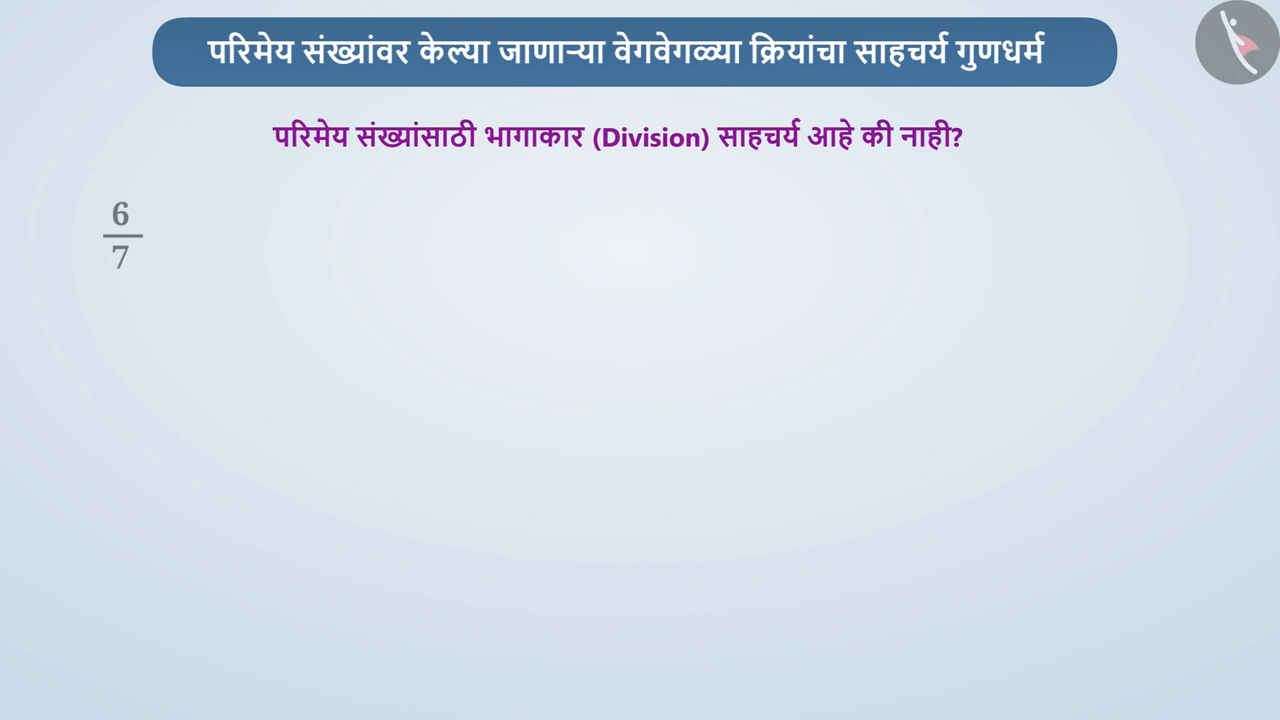 परिमेय संख्यांवर केल्या जाणाऱ्या वेगवेगळ्या क्रियांचा साहचर्य गुणधर्म
परिमेय संख्यांसाठी भागाकार (Division) साहचर्य आहे की नाही?
6
7